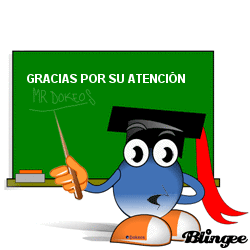 GRACIAS POR SU ATENCIÓN
MR DOKEOS
Blingee